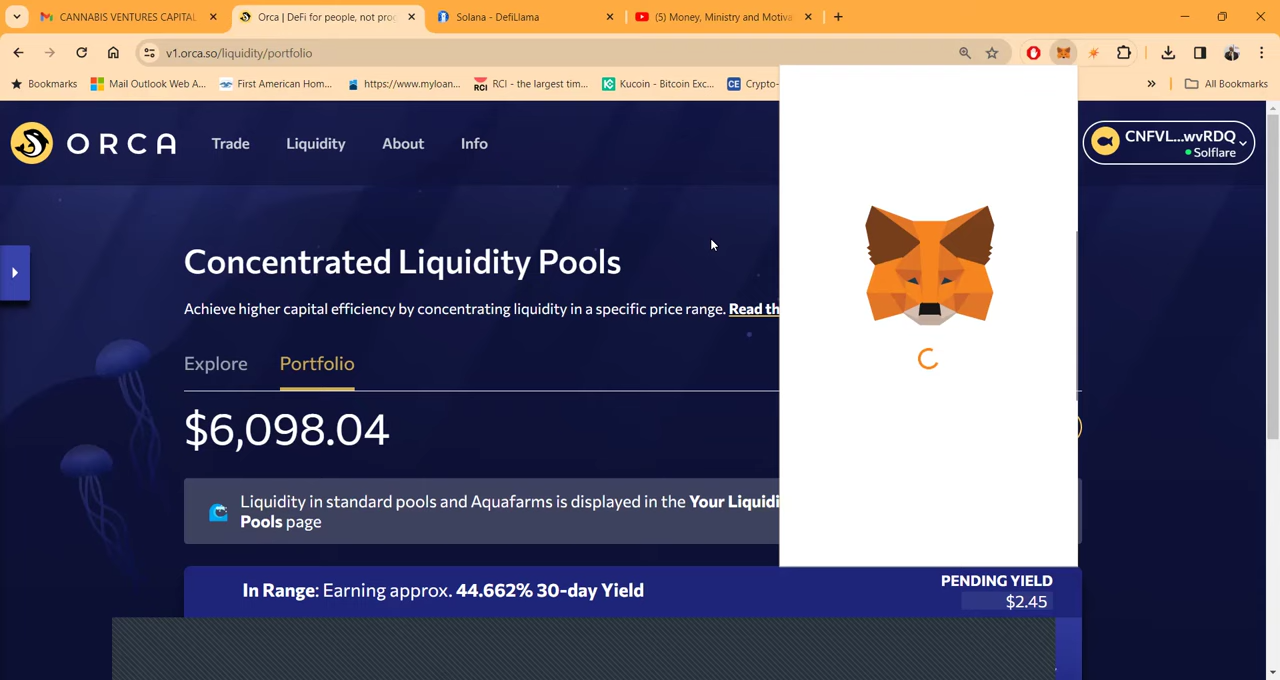 CANNABIS VENTURES CAPITAL
Orca | DeFi for people, not pro
Solana - DefiLlama
(5) Money, Ministry and Motiva
v1.orca.so/liquidity/portfolio
Bookmarks
Mail Outlook Web A...
First American Hom...
https://www.myloan...
RCI
RCI - the largest tim...
Kucoin - Bitcoin Exc...
CE
Crypto-
»
All Bookmarks
ORCA
Trade
Liquidity
About
Info
CNFVL...wvRDQ
Solflare
Concentrated Liquidity Pools
Achieve higher capital efficiency by concentrating liquidity in a specific price range. Read th
Explore
Portfolio
$6,098.04
Liquidity in standard pools and Aquafarms is displayed in the Your Liquidi
Pools page
In Range: Earning approx. 44.662% 30-day Yield
PENDING YIELD
$2.45